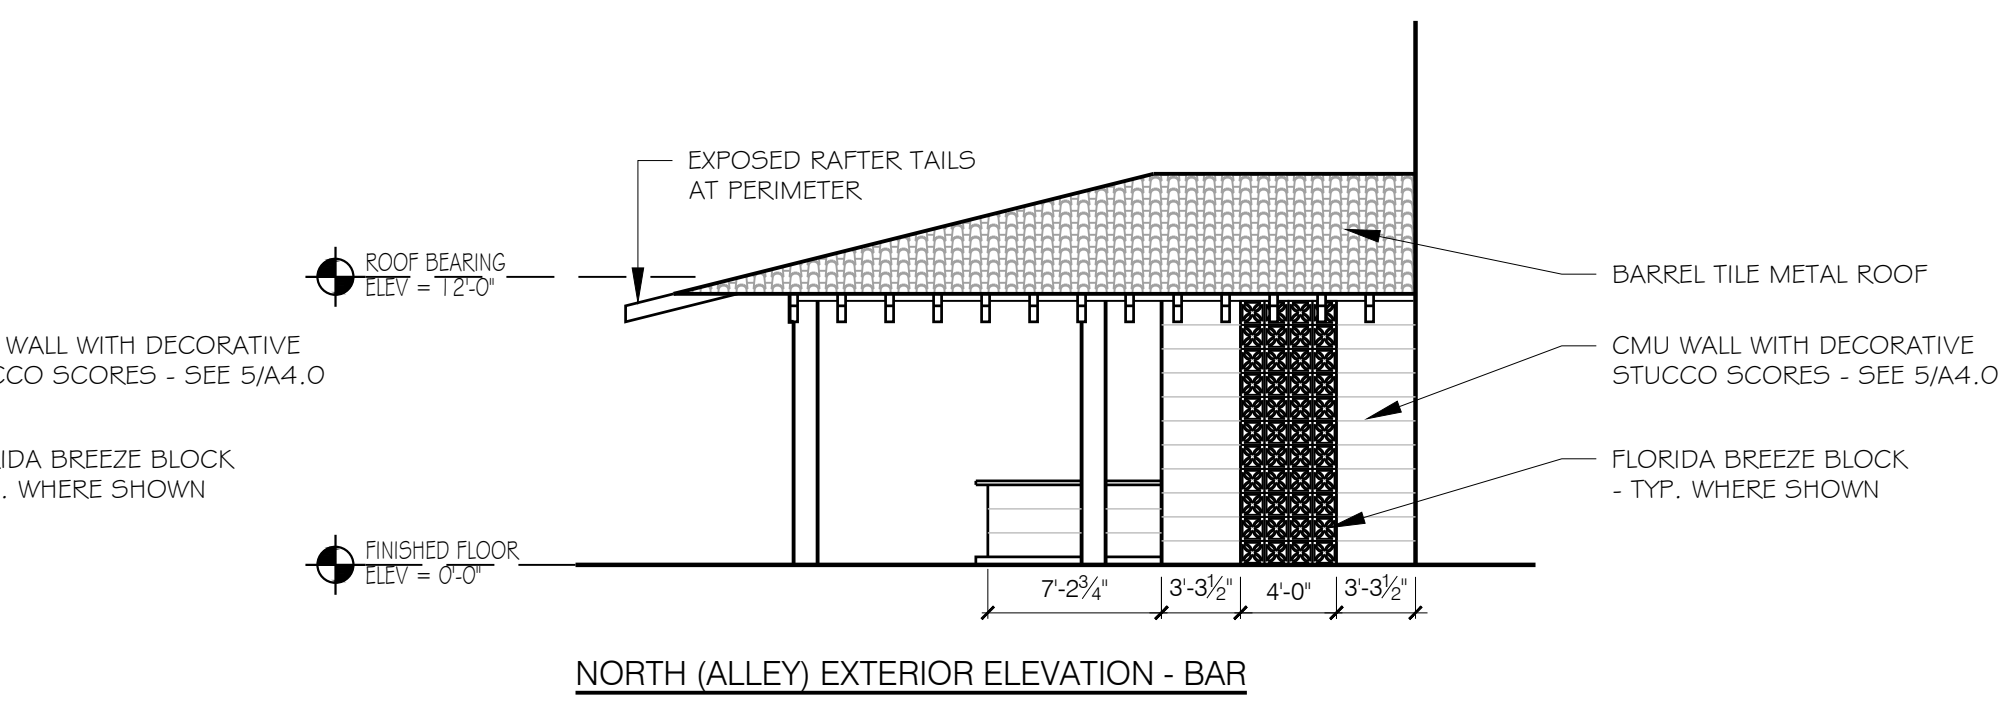 EXPOSED RAFTER TAILS
AT PERIMETER
ROOF BEARING
ELEV = 12'-0"
BARREL TILE METAL ROOF
WALL WITH DECORATIVE
CCO SCORES - SEE 5/A4.0
CMU WALL WITH DECORATIVE
STUCCO SCORES - SEE 5/A4.0
IDA BREEZE BLOCK
. WHERE SHOWN
FLORIDA BREEZE BLOCK
- TYP. WHERE SHOWN
FINISHED FLOOR
ELEV = 0'-0"
7'-2¾" 3'-3½" 4'-0" 3'-3½"
NORTH (ALLEY) EXTERIOR ELEVATION - BAR